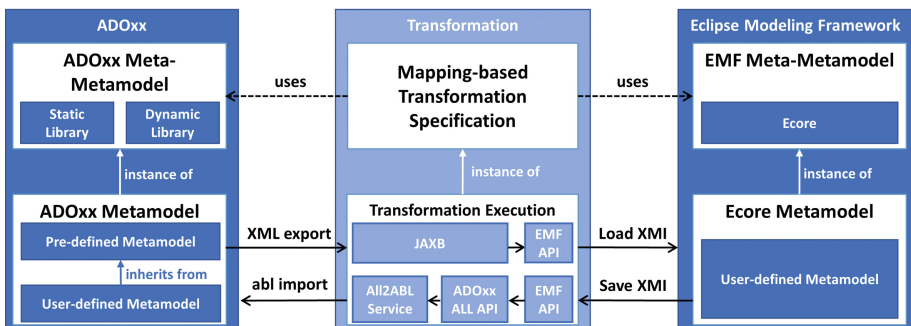 ADOxx
Transformation
Eclipse Modeling Framework
ADOxx Meta-
Metamodel
Static
Library
Dynamic
Library
uses
Mapping-based
Transformation
Specification
uses
EMF Meta-Metamodel
Ecore
instance of
instance of
instance of
ADOxx Metamodel
Pre-defined Metamodel
inherits from
User-defined Metamodel
XML export
abl import
Transformation Execution
JAXB
EMF
API
All2ABL
Service
ADOxx
ALL API
EMF
API
Load XMI
Save XMI
Ecore Metamodel
User-defined Metamodel